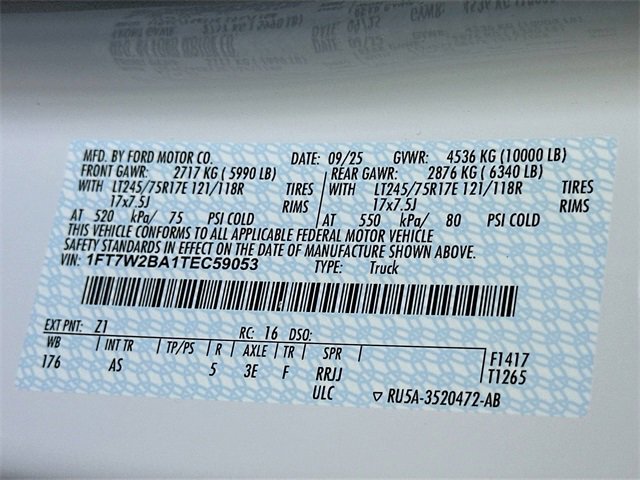 MFD. BY FORD MOTOR CO. DATE: 09/25 GVWR: 4536 KG (10000 LB)
FRONT GAWR: 2717 KG ( 5990 LB) REAR GAWR: 2876 KG ( 6340 LB)
WITH LT245/75R17E 121/118R TIRES WITH LT245/75R17E 121/118R TIRES
17x7.5J RIMS 17x7.5J RIMS
AT 520 kPa/ 75 PSI COLD AT 550 kPa/ 80 PSI COLD
THIS VEHICLE CONFORMS TO ALL APPLICABLE FEDERAL MOTOR VEHICLE
SAFETY STANDARDS IN EFFECT ON THE DATE OF MANUFACTURE SHOWN ABOVE.
VIN: 1FT7W2BA1TEC59053 TYPE: Truck
EXT PNT: Z1 RC: 16 DSO:
WB INT TR TP/PS R AXLE TR SPR F1417
176 AS 5 3E F RRJJ T1265
ULC RU5A-3520472-AB